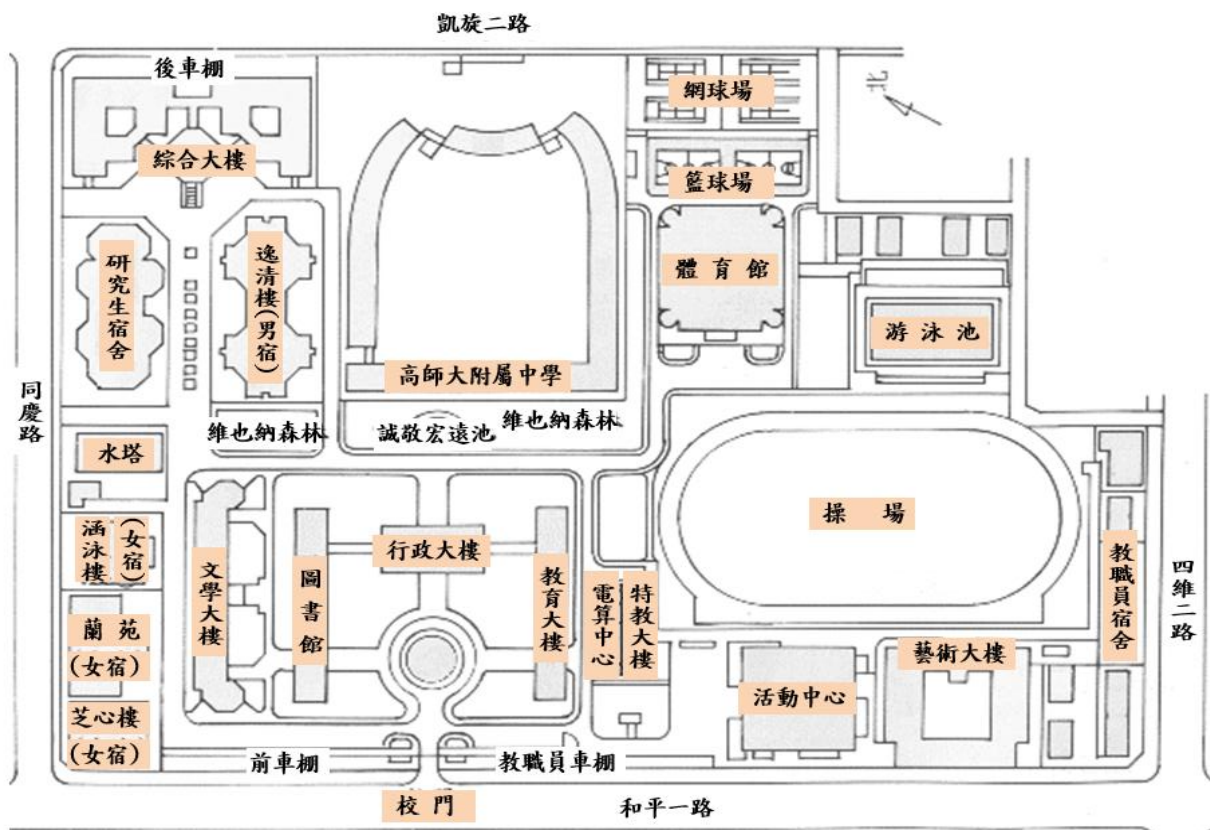 凱旋二路
後車棚
網球場
北
綜合大樓
籃球場
研究生宿舍
逸清樓(男宿)
體育館
游泳池
高師大附屬中學
同慶路
維也納森林
誠敬宏遠池
維也納森林
水塔
操場
涵泳樓
(女宿)
文學大樓
圖書館
行政大樓
教育大樓
電算中心
特教大樓
教職員宿舍
四維二路
蘭苑
(女宿)
藝術大樓
活動中心
芝心樓
(女宿)
前車棚
教職員車棚
校門
和平一路